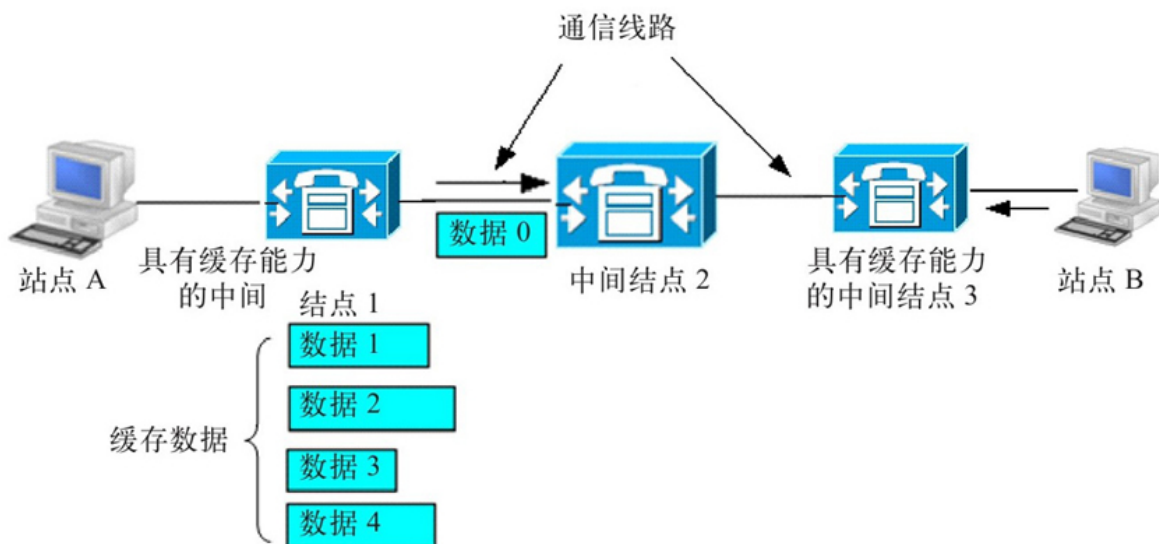 通信线路
数据 0
站点 A
具有缓存能力
的中间
结点 1
中间结点 2
具有缓存能力
的中间结点 3
站点 B
缓存数据
数据 1
数据 2
数据 3
数据 4